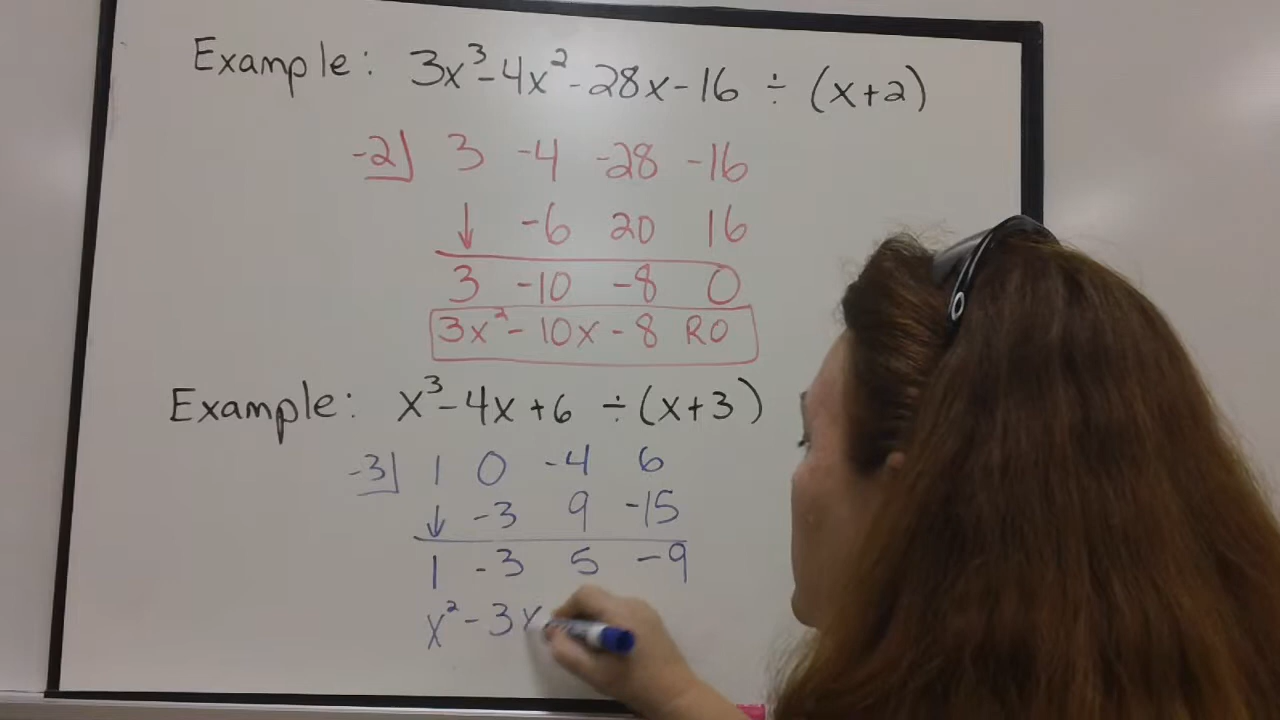 Example: 3x³-4x²-28x-16 ÷ (x+2)
-2⌋ 3 -4 -28 -16
↓ -6 20 16
3 -10 -8 0
3x²-10x-8 R0
Example: x³-4x+6 ÷(x+3)
-3⌋ 1 0 -4 6
↓ -3 9 -15
1 -3 5 -9
x²-3x